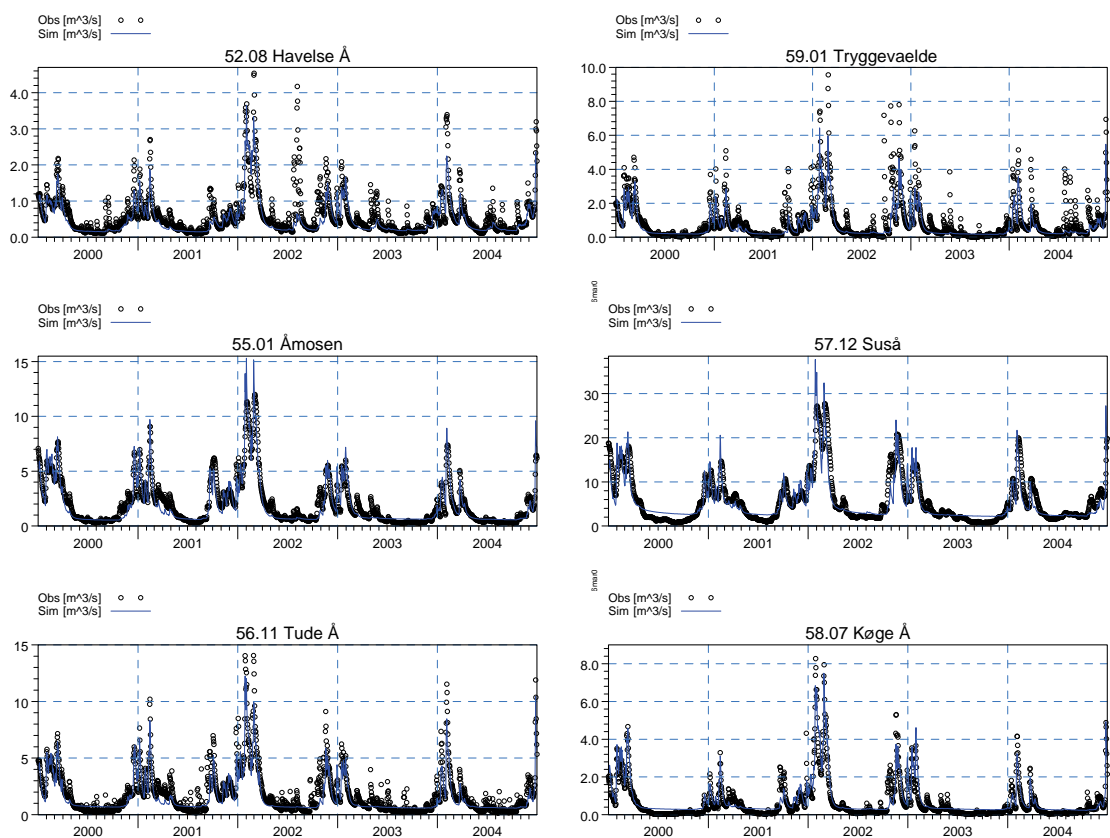 Obs [m^3/s]
Sim [m^3/s]
52.08 Havelse Å
4.0
3.0
2.0
1.0
0.0
2000 2001 2002 2003 2004
Obs [m^3/s]
Sim [m^3/s]
59.01 Tryggevaelde
10.0
8.0
6.0
4.0
2.0
0.0
2000 2001 2002 2003 2004
Obs [m^3/s]
Sim [m^3/s]
55.01 Åmosen
15
10
5
0
2000 2001 2002 2003 2004
Obs [m^3/s]
Sim [m^3/s]
57.12 Suså
30
20
10
0
2000 2001 2002 2003 2004
Obs [m^3/s]
Sim [m^3/s]
56.11 Tude Å
15
10
5
0
2000 2001 2002 2003 2004
Obs [m^3/s]
Sim [m^3/s]
58.07 Køge Å
8.0
6.0
4.0
2.0
0.0
2000 2001 2002 2003 2004